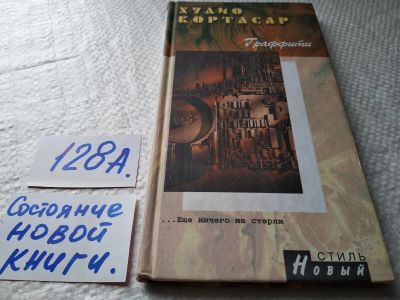 ХУЛИО
КОРТАСАР
Граффити
...Еще ничего не стерли
СТИЛЬ
Новый
128А.
Состояние
НОВОЙ
КНИГИ.